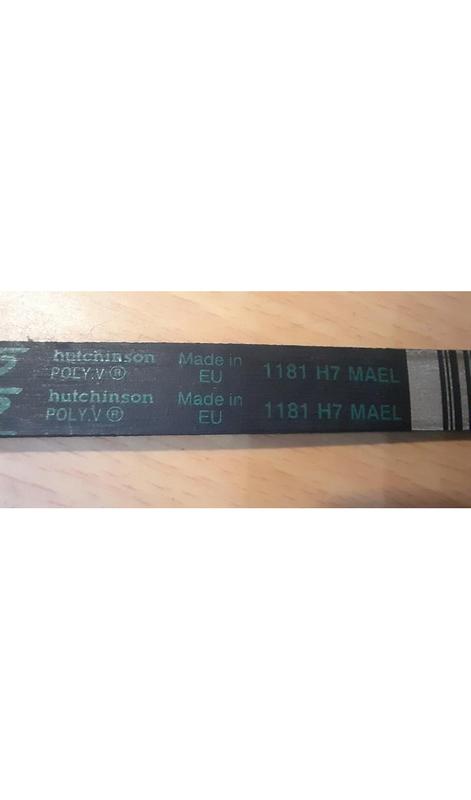 hutchinson
POLY.V ®
Made in
EU
1181 H7 MAEL
hutchinson
POLY.V ®
Made in
EU
1181 H7 MAEL